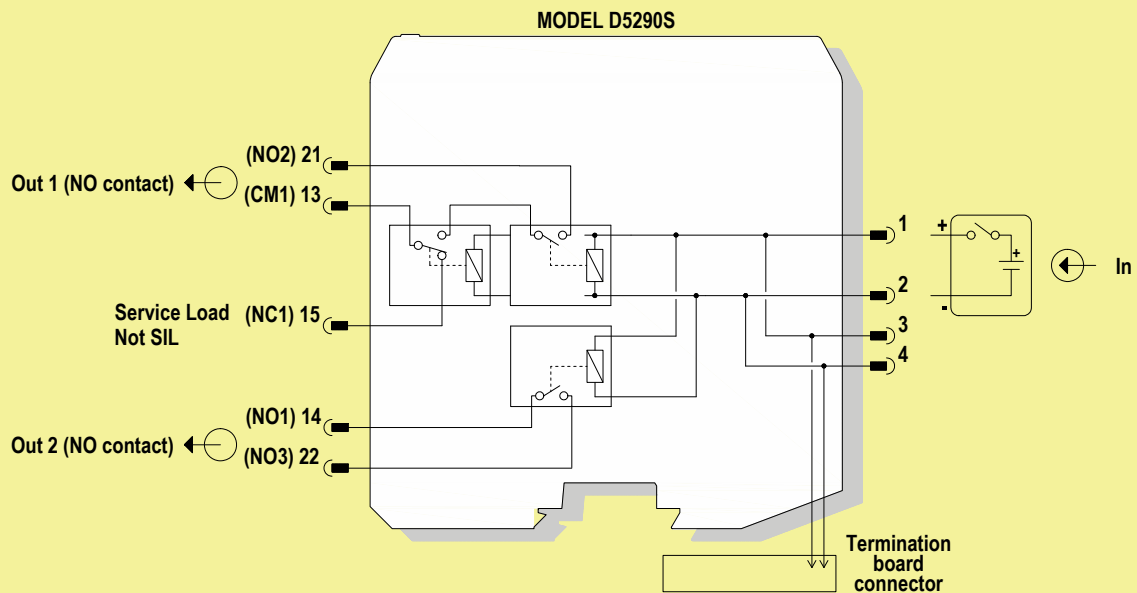 MODEL D5290S
(NO2) 21
Out 1 (NO contact)
(CM1) 13
Service Load
Not SIL
(NC1) 15
(NO1) 14
Out 2 (NO contact)
(NO3) 22
1
+
+
In
2
-
3
4
Termination
board
connector